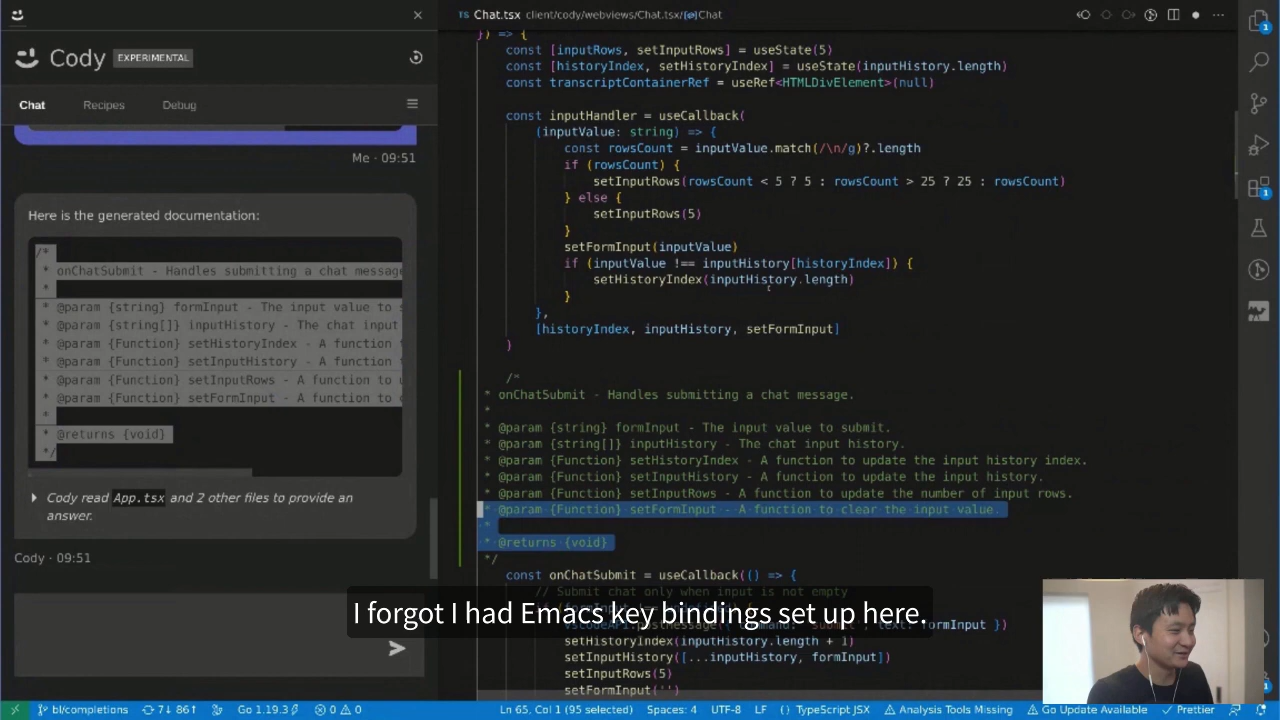 Cody EXPERIMENTAL
Chat Recipes Debug
Me · 09:51
Here is the generated documentation:
/*
* onChatSubmit - Handles submitting a chat message
*
* @param {string} formInput - The input value to
* @param {string[]} inputHistory - The chat input
* @param {Function} setHistoryIndex - A function
* @param {Function} setInputHistory - A function
* @param {Function} setInputRows - A function to
* @param {Function} setFormInput - A function to
*
* @returns {void}
*/
Cody read App.tsx and 2 other files to provide an
answer.
Cody · 09:51
TS Chat.tsx client/cody/webviews/Chat.tsx/Chat
}) => {
const [inputRows, setInputRows] = useState(5)
const [historyIndex, setHistoryIndex] = useState(inputHistory.length)
const transcriptContainerRef = useRef<HTMLDivElement>(null)
const inputHandler = useCallback(
(inputValue: string) => {
const rowsCount = inputValue.match(/\n/g)?.length
if (rowsCount) {
setInputRows(rowsCount < 5 ? 5 : rowsCount > 25 ? 25 : rowsCount)
} else {
setInputRows(5)
}
setFormInput(inputValue)
if (inputValue !== inputHistory[historyIndex]) {
setHistoryIndex(inputHistory.length)
}
},
[historyIndex, inputHistory, setFormInput]
)
/*
* onChatSubmit - Handles submitting a chat message.
*
* @param {string} formInput - The input value to submit.
* @param {string[]} inputHistory - The chat input history.
* @param {Function} setHistoryIndex - A function to update the input history index.
* @param {Function} setInputHistory - A function to update the input history.
* @param {Function} setInputRows - A function to update the number of input rows.
* @param {Function} setFormInput - A function to clear the input value.
*
* @returns {void}
*/
const onChatSubmit = useCallback(() => {
// Submit chat only when input is not empty
I forgot I had Emacs key bindings set up here.
formInput })
setHistoryIndex(inputHistory.length + 1)
setInputHistory([...inputHistory, formInput])
setInputRows(5)
setFormInput('')
1
1
bl/completions 7↓ 86↑ Go 1.19.3 0 0 Ln 65, Col 1 (95 selected) Spaces: 4 UTF-8 LF {} TypeScript JSX Analysis Tools Missing Go Update Available Prettier